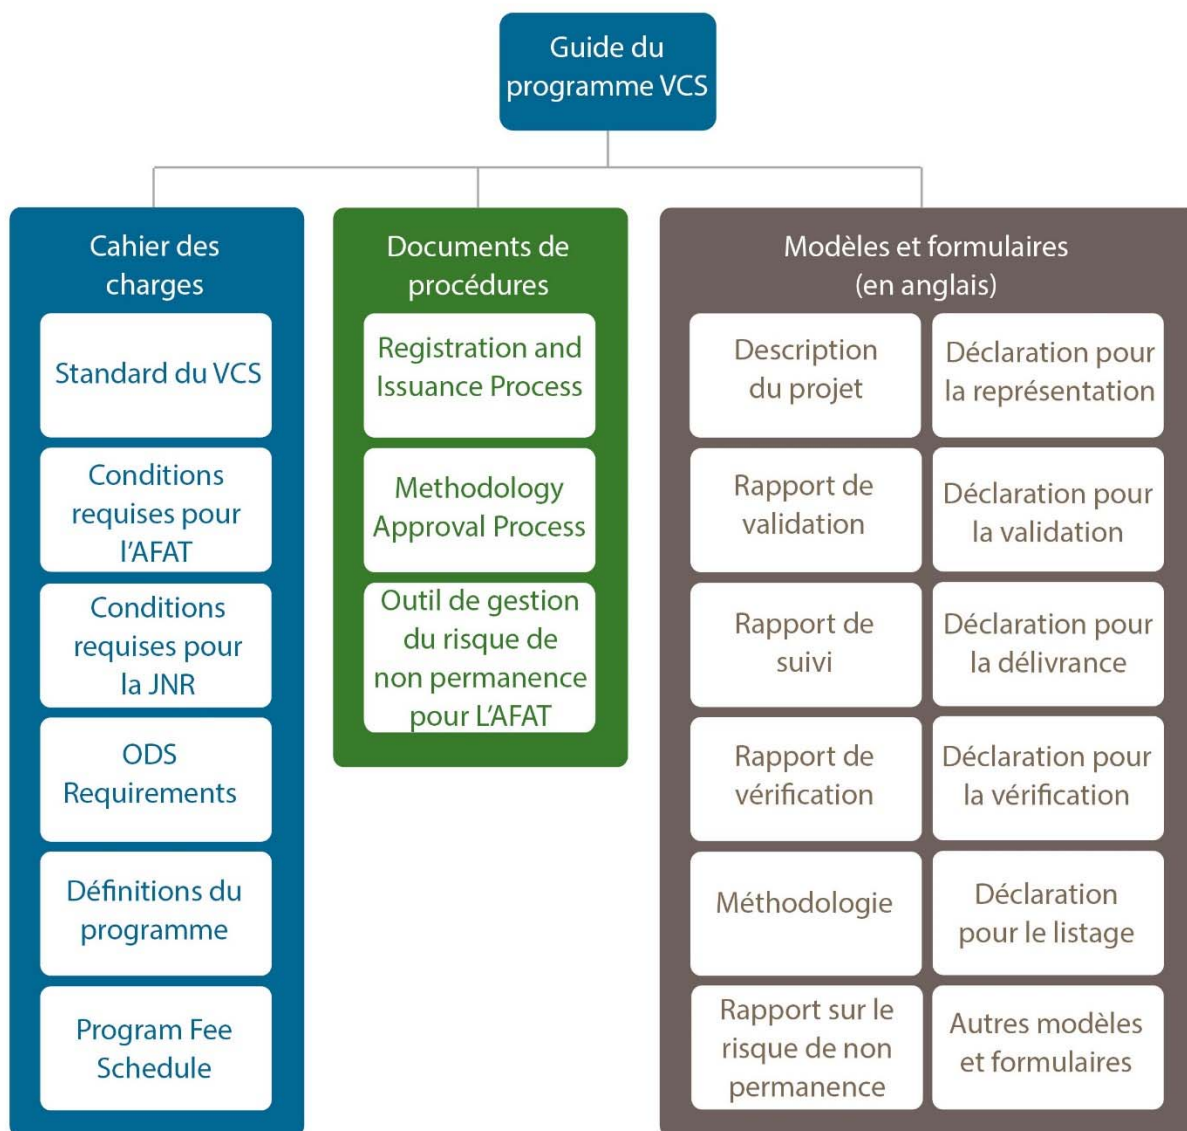 Guide du
programme VCS
Cahier des
charges
Standard du VCS
Conditions
requises pour
l'AFAT
Conditions
requises pour
la JNR
ODS
Requirements
Définitions du
programme
Program Fee
Schedule
Documents de
procédures
Registration and
Issuance Process
Methodology
Approval Process
Outil de gestion
du risque de
non permanence
pour L'AFAT
Modèles et formulaires
(en anglais)
Description
du projet
Déclaration pour
la représentation
Rapport de
validation
Déclaration pour
la validation
Rapport de
suivi
Déclaration pour
la délivrance
Rapport de
vérification
Déclaration pour
la vérification
Méthodologie
Déclaration
pour le listage
Rapport sur le
risque de non
permanence
Autres modèles
et formulaires